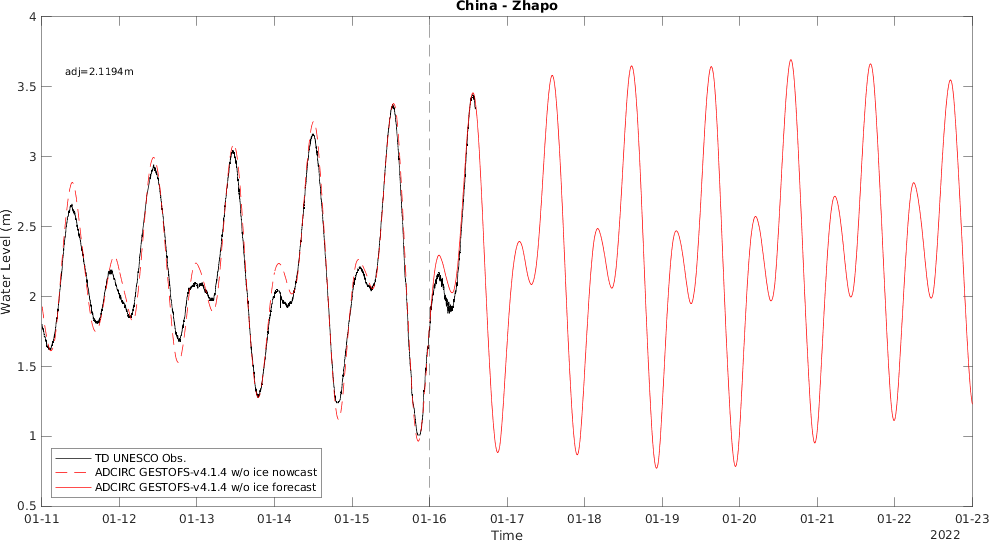 China - Zhapo
4
3.5
3
2.5
2
1.5
1
0.5
Water Level (m)
adj=2.1194m
TD UNESCO Obs.
ADCIRC GESTOFS-v4.1.4 w/o ice nowcast
ADCIRC GESTOFS-v4.1.4 w/o ice forecast
01-11 01-12 01-13 01-14 01-15 01-16 01-17 01-18 01-19 01-20 01-21 01-22 01-23
Time
2022